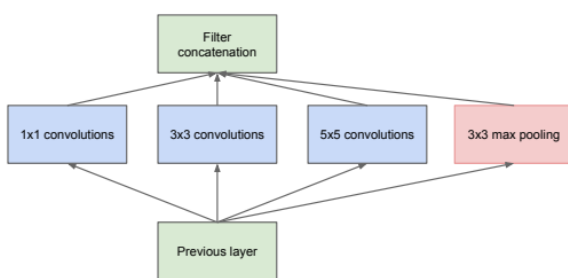 Filter
concatenation
1x1 convolutions
3x3 convolutions
5x5 convolutions
3x3 max pooling
Previous layer